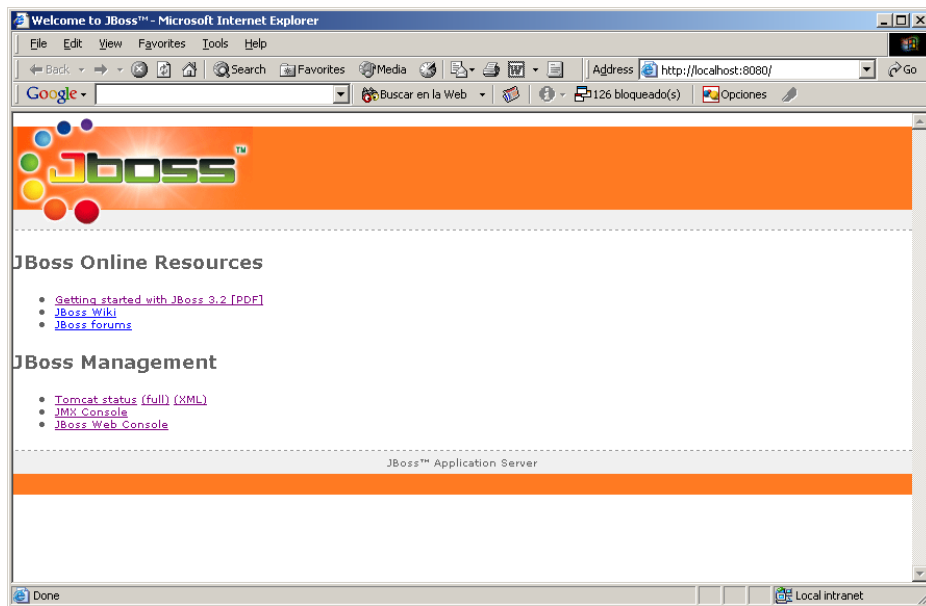 Welcome to JBoss™ - Microsoft Internet Explorer
File Edit View Favorites Tools Help
Back Search Favorites Media Address http://localhost:8080/ Go
Google Buscar en la Web 126 bloqueado(s) Opciones
Jboss™
JBoss Online Resources
Getting started with JBoss 3.2 [PDF]
JBoss Wiki
JBoss forums
JBoss Management
Tomcat status (full) (XML)
JMX Console
JBoss Web Console
JBoss™ Application Server
Done Local intranet